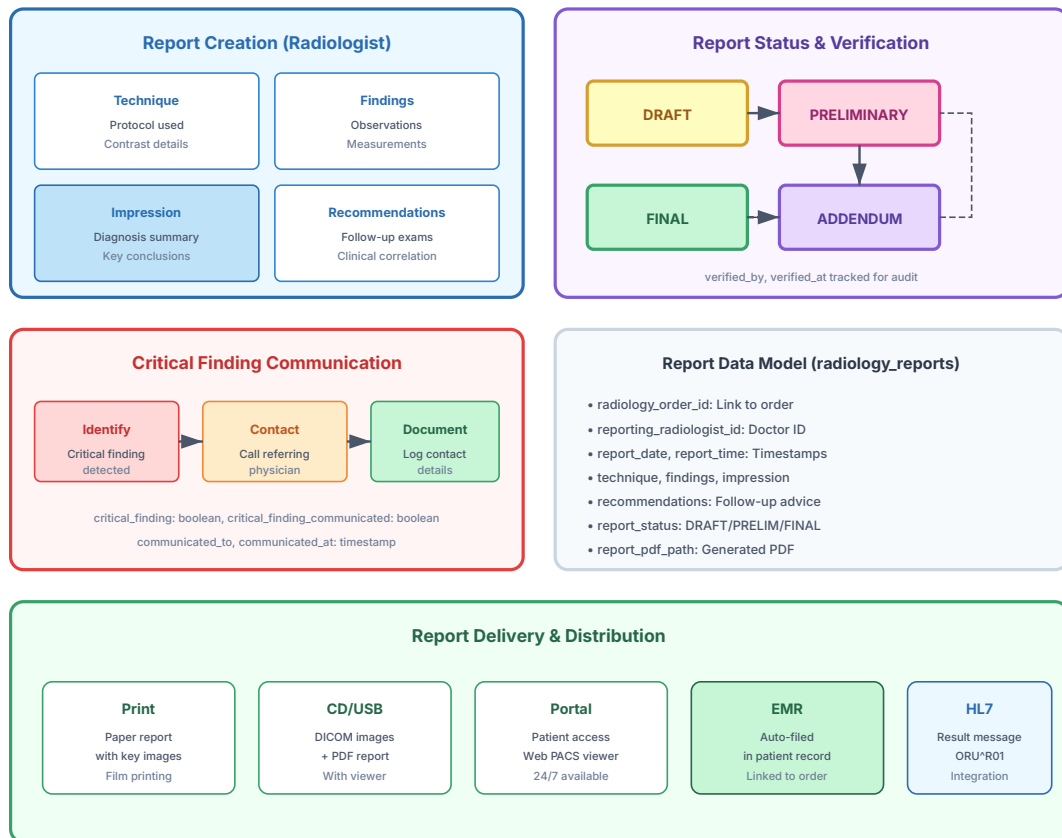 Report Creation (Radiologist)
Technique
Protocol used
Contrast details
Findings
Observations
Measurements
Impression
Diagnosis summary
Key conclusions
Recommendations
Follow-up exams
Clinical correlation
Report Status & Verification
DRAFT
PRELIMINARY
FINAL
ADDENDUM
verified_by, verified_at tracked for audit
Critical Finding Communication
Identify
Critical finding
detected
Contact
Call referring
physician
Document
Log contact
details
critical_finding: boolean, critical_finding_communicated: boolean
communicated_to, communicated_at: timestamp
Report Data Model (radiology_reports)
• radiology_order_id: Link to order
• reporting_radiologist_id: Doctor ID
• report_date, report_time: Timestamps
• technique, findings, impression
• recommendations: Follow-up advice
• report_status: DRAFT/PRELIM/FINAL
• report_pdf_path: Generated PDF
Report Delivery & Distribution
Print
Paper report
with key images
Film printing
CD/USB
DICOM images
+ PDF report
With viewer
Portal
Patient access
Web PACS viewer
24/7 available
EMR
Auto-filed
in patient record
Linked to order
HL7
Result message
ORU^R01
Integration